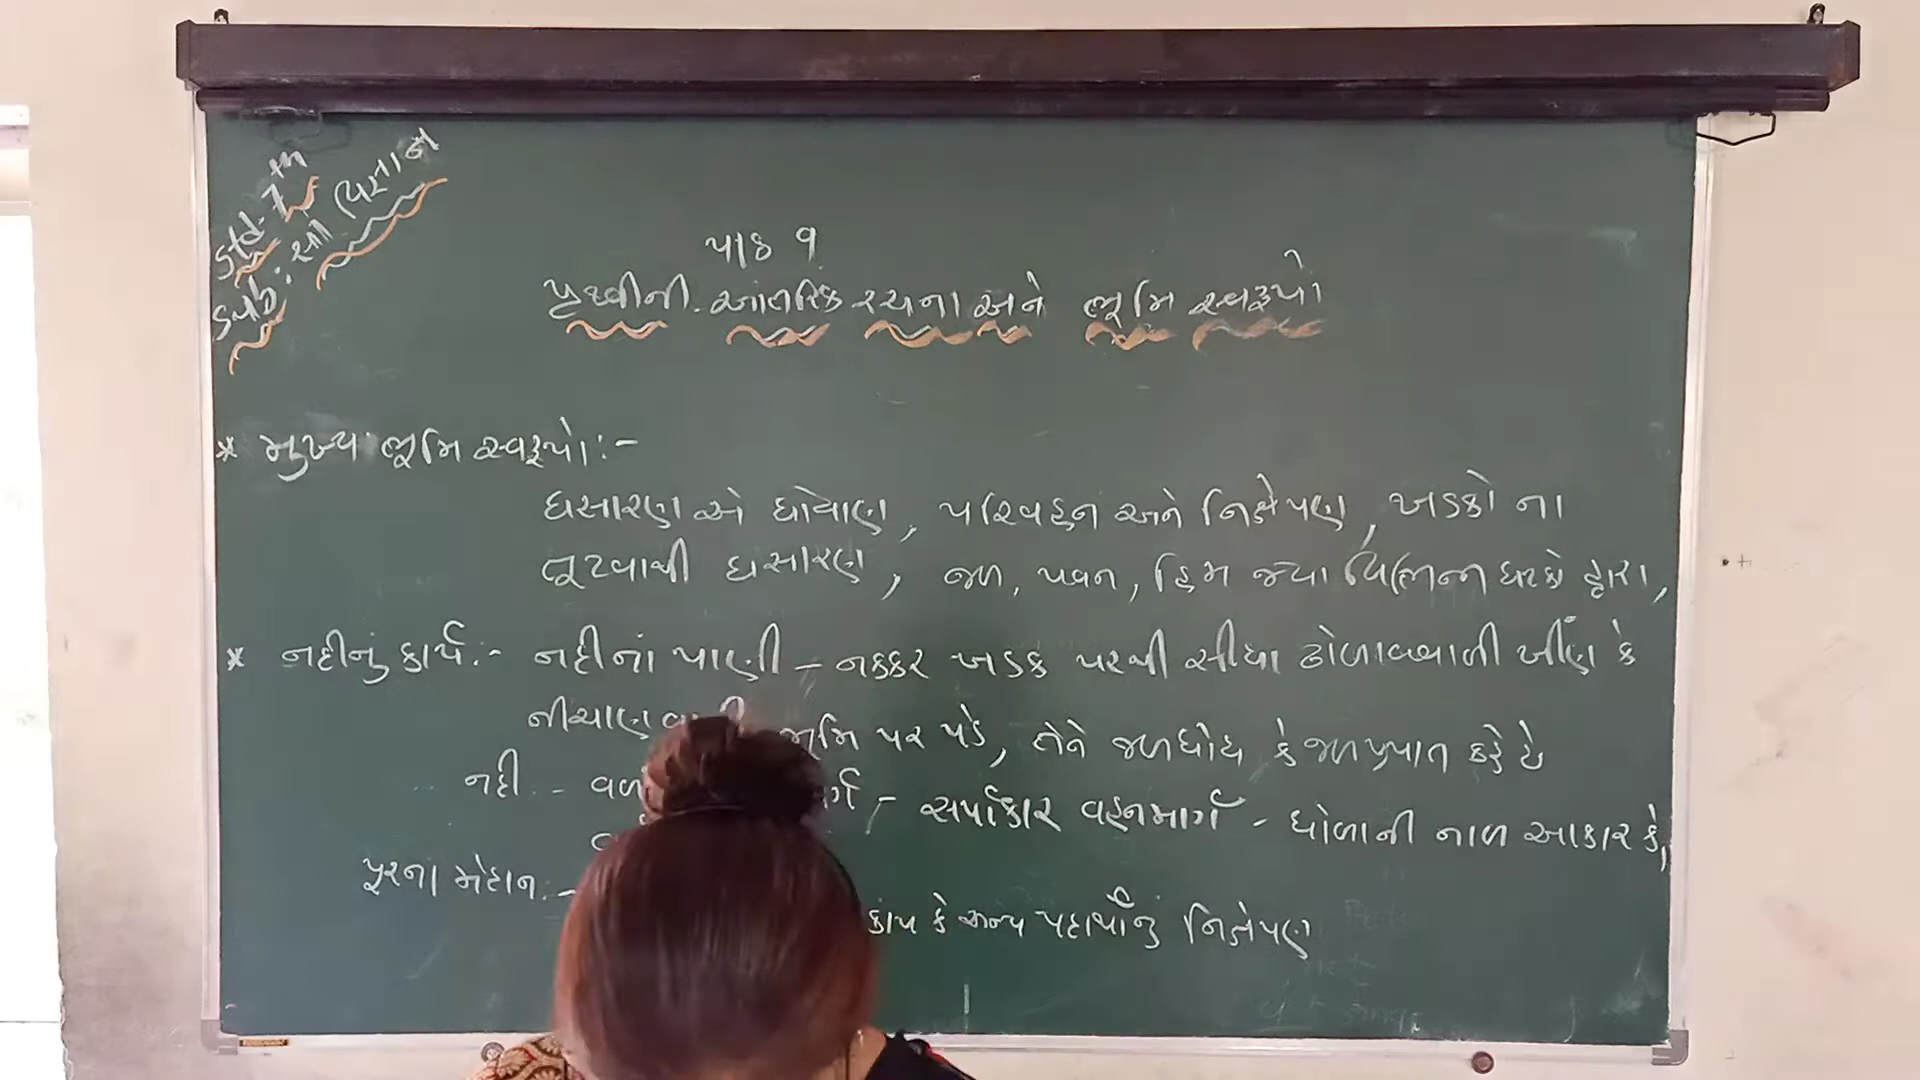 Std-7th
Sub: સા.વિજ્ઞાન
પાઠ ૧
પૃથ્વીની આંતરિક રચના અને ભૂમિ સ્વરૂપો
* મુખ્ય ભૂમિ સ્વરૂપો:-
ઘસારણ એ ધોવાણ, પરિવહન અને નિક્ષેપણ, ખડકો ના
તૂટવાથી ઘસારણ, જળ, પવન, હિમ જેવા વિભિન્ન ઘટકો દ્વારા,
* નદીનું કાર્ય:- નદીનાં પાણી - નક્કર ખડક પરથી સીધા ઢોળાવવાળી ખીણ કે
નીચાણ ભૂમિ પર પડે, તેને જળધોધ કે જળપ્રપાત કહે છે
નદી - - સર્પાકાર વહનમાર્ગ - ઘોળાની નાળ આકાર કે,
પૂરના મેદાન:- કાંપ કે અન્ય પદાર્થોનું નિક્ષેપણ